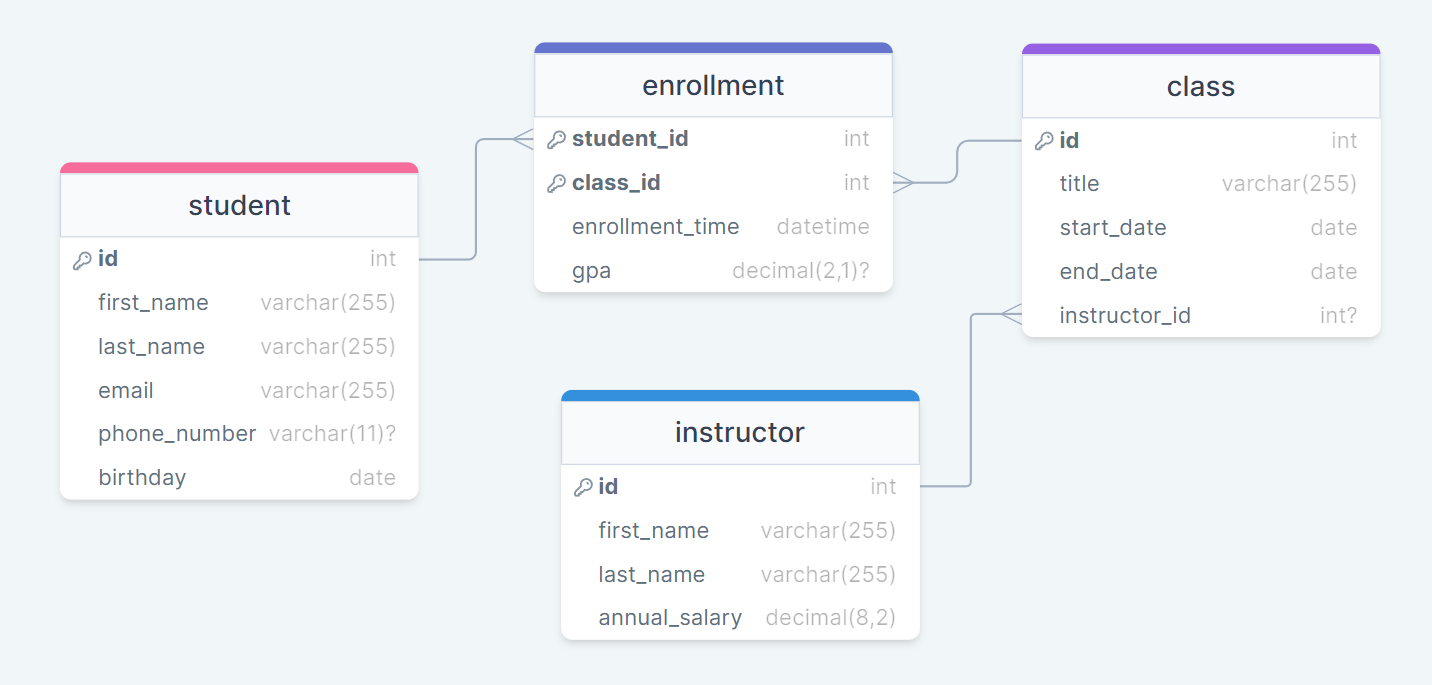 student
id int
first_name varchar(255)
last_name varchar(255)
email varchar(255)
phone_number varchar(11)?
birthday date
enrollment
student_id int
class_id int
enrollment_time datetime
gpa decimal(2,1)?
class
id int
title varchar(255)
start_date date
end_date date
instructor_id int?
instructor
id int
first_name varchar(255)
last_name varchar(255)
annual_salary decimal(8,2)